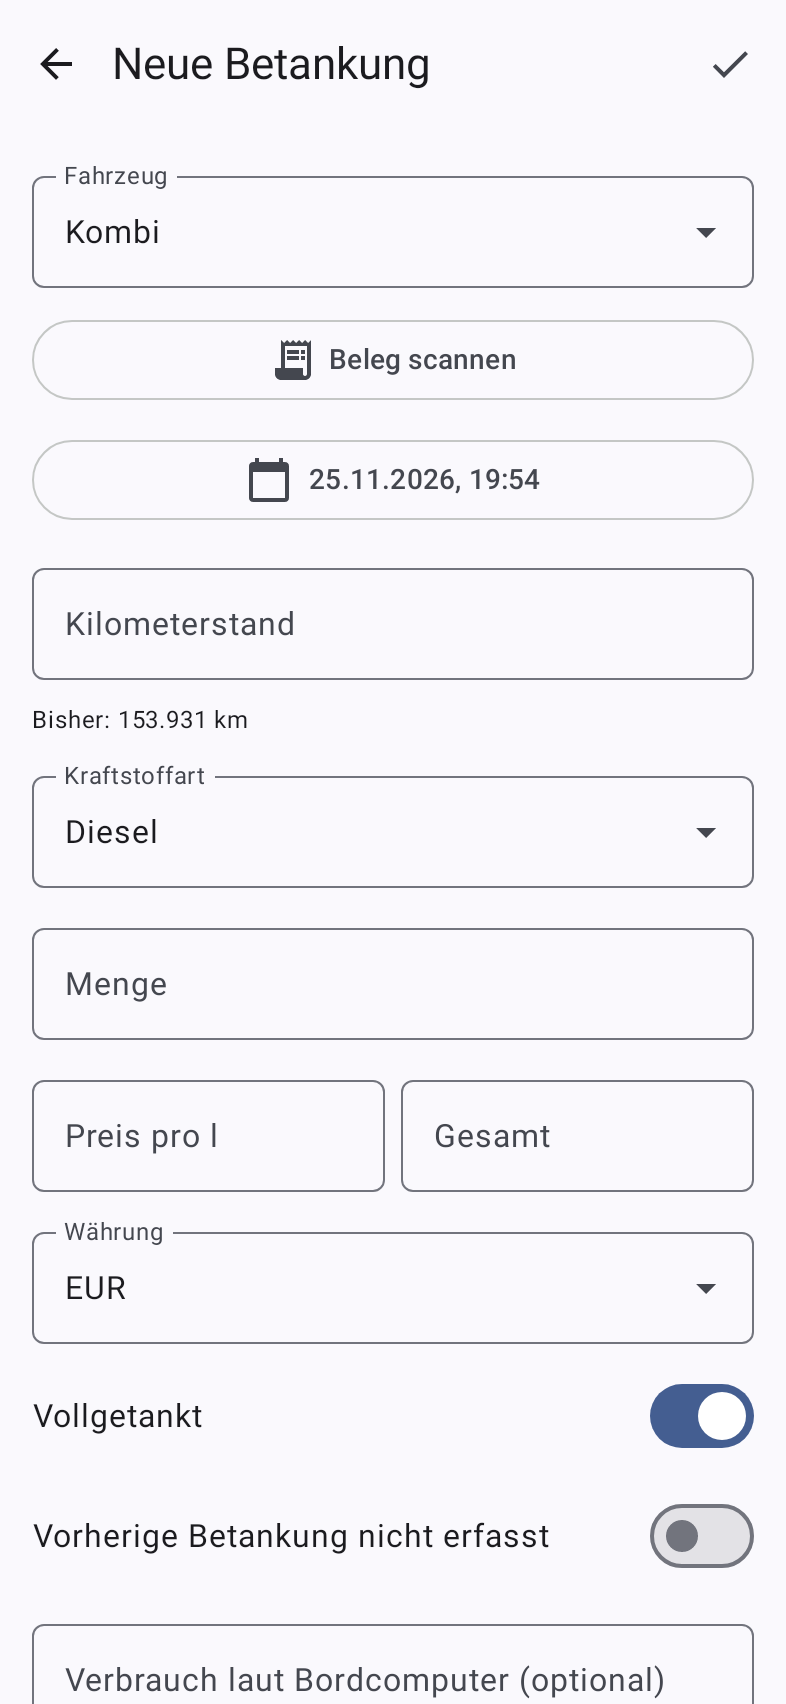 Neue Betankung
Fahrzeug
Kombi
Beleg scannen
25.11.2026, 19:54
Kilometerstand
Bisher: 153.931 km
Kraftstoffart
Diesel
Menge
Preis pro l
Gesamt
Währung
EUR
Vollgetankt
Vorherige Betankung nicht erfasst
Verbrauch laut Bordcomputer (optional)